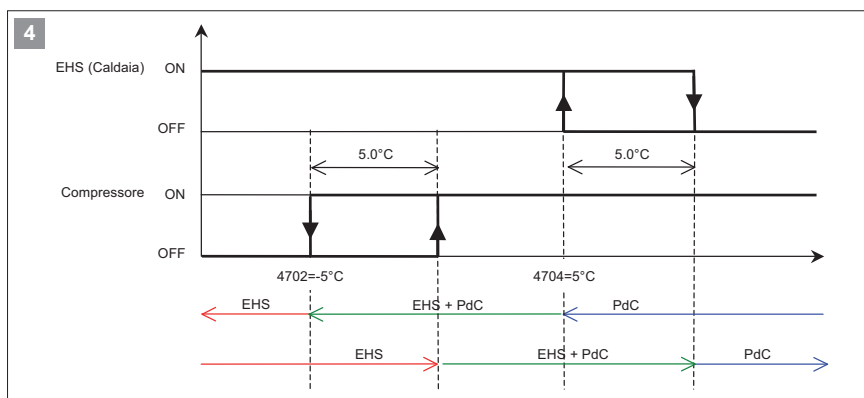 4
EHS (Caldaia) ON
OFF
5.0°C 5.0°C
Compressore ON
OFF
4702=-5°C 4704=5°C
EHS EHS + PdC PdC
EHS EHS + PdC PdC